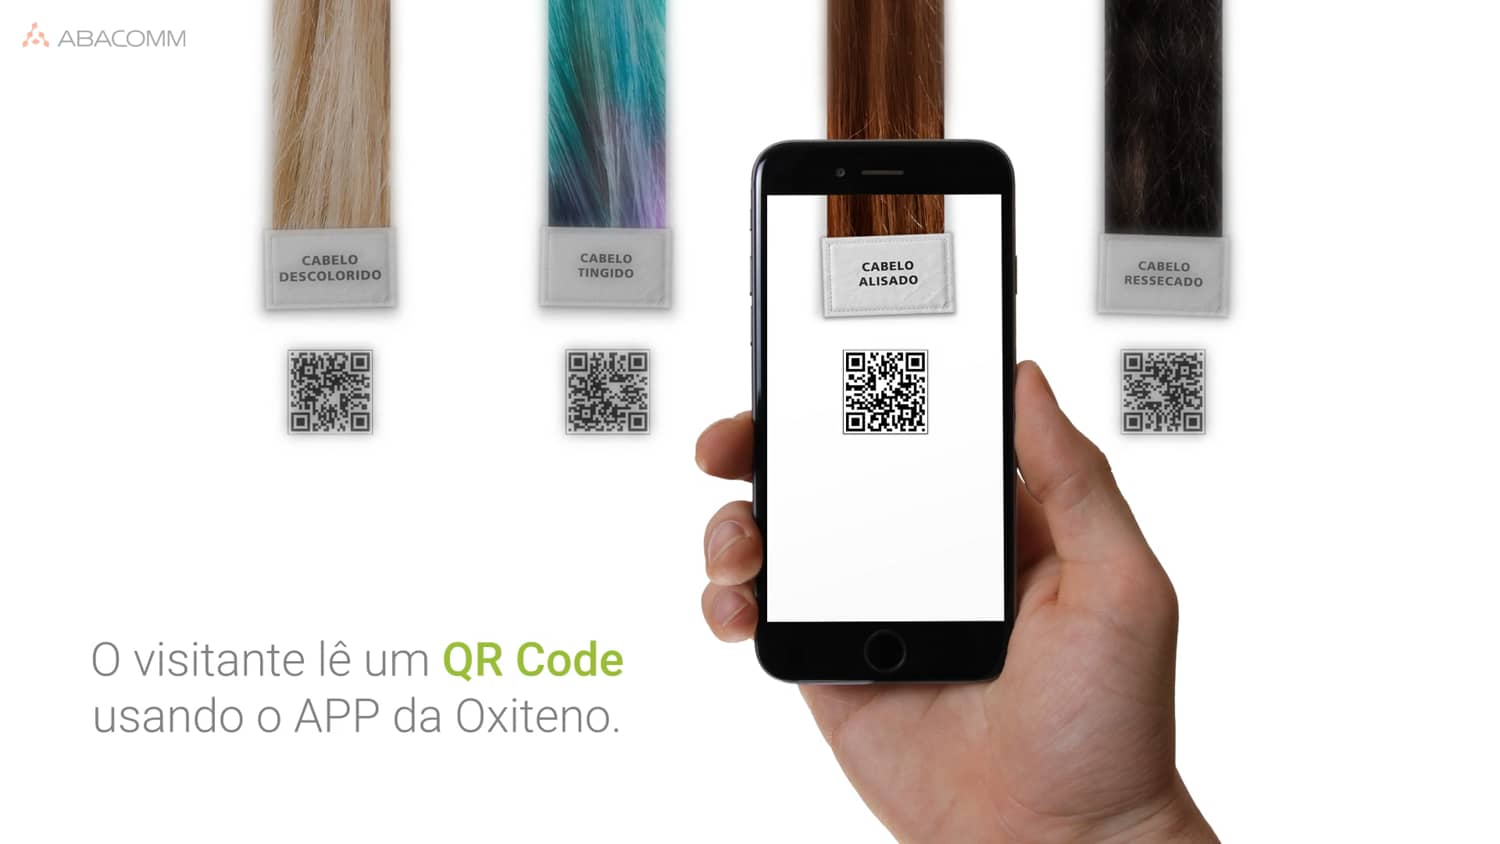 ABACOMM
CABELO
DESCOLORIDO
CABELO
TINGIDO
CABELO
ALISADO
CABELO
RESSECADO
O visitante lê um QR Code
usando o APP da Oxiteno.